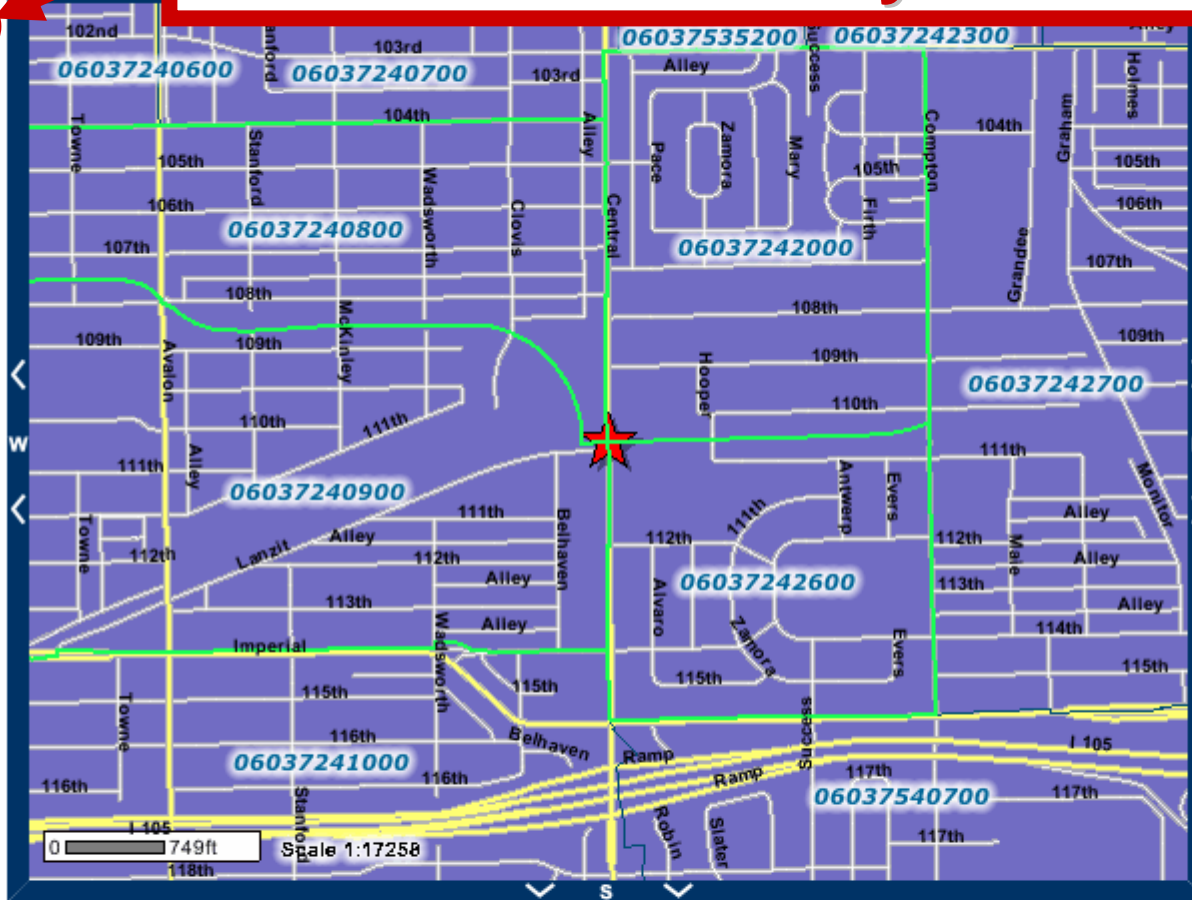 102nd
Stanford
103rd
Success
06037535200
06037242300
Alley
06037240600
06037240700
103rd
Alley
Holmes
Towne
104th
Alley
Compton
104th
Graham
Stanford
Pace
Zamora
Mary
105th
105th
105th
Wadsworth
106th
Clovis
Central
Firth
106th
06037240800
06037242000
107th
Grandee
107th
108th
108th
McKinley
109th
109th
109th
109th
Avalon
Hooper
06037242700
W
110th
110th
111th
111th
Alley
111th
Antwerp
Evers
Monitor
06037240900
111th
111th
Alley
Towne
Belhaven
112th
Lanzit
Alley
112th
112th
112th
Maie
Alley
Alley
Alvaro
06037242600
113th
113th
Alley
Alley
114th
Imperial
Wadsworth
Zamora
Evers
115th
115th
115th
115th
Towne
Success
116th
Belhaven
Ramp
I 105
06037241000
116th
116th
Ramp
117th
117th
06037540700
Stanford
I 105
Robin
Slater
117th
0 749ft
Scale 1:17258
118th
S